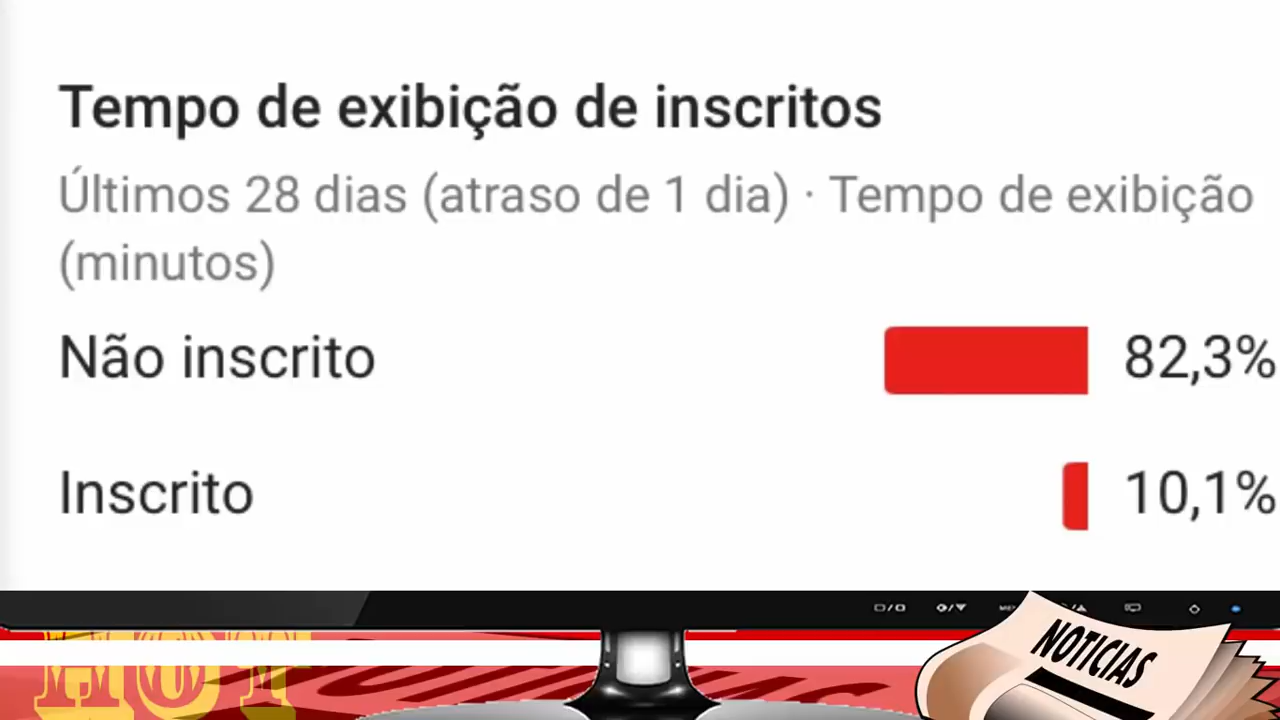 Tempo de exibição de inscritos
Últimos 28 dias (atraso de 1 dia) · Tempo de exibição
(minutos)
Não inscrito 82,3%
Inscrito 10,1%
NOTICIAS
HOT